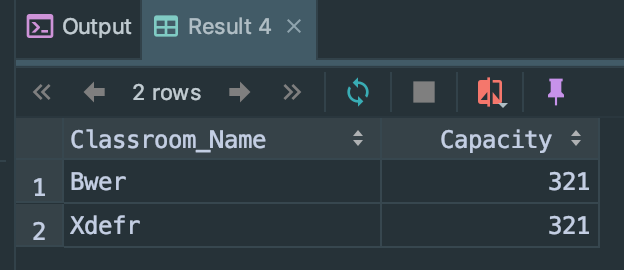 Output Result 4
2 rows
Classroom_Name Capacity
1 Bwer 321
2 Xdefr 321